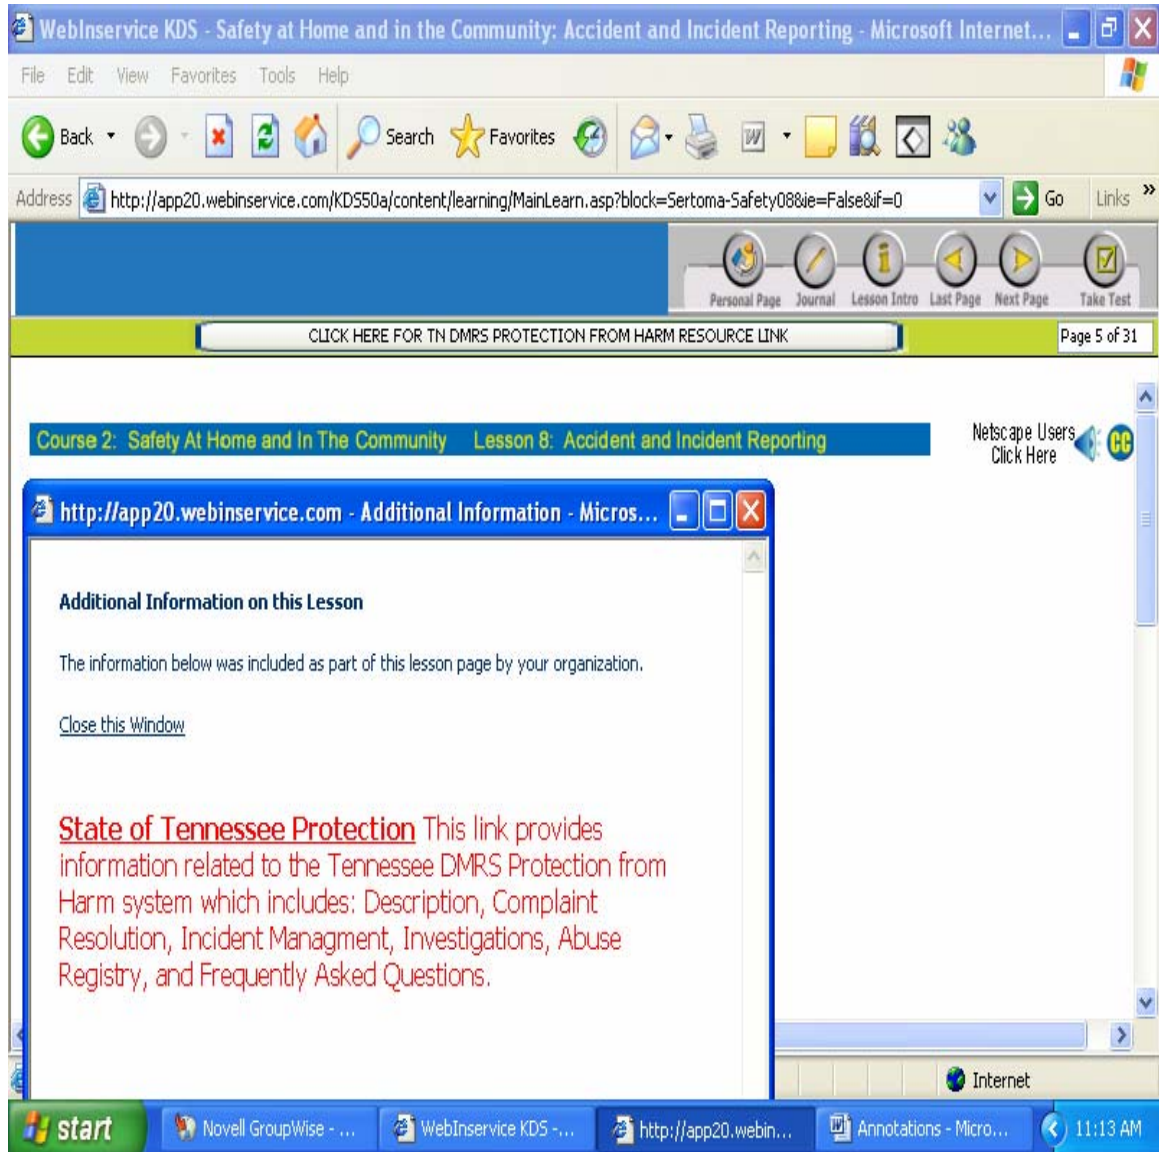 WebInservice KDS - Safety at Home and in the Community: Accident and Incident Reporting - Microsoft Internet...
File Edit View Favorites Tools Help
Back Search Favorites
Address http://app20.webinservice.com/KDS50a/content/learning/MainLearn.asp?block=Sertoma-Safety08&ie=False&if=0 Go Links »
Personal Page Journal Lesson Intro Last Page Next Page Take Test
CLICK HERE FOR TN DMRS PROTECTION FROM HARM RESOURCE LINK Page 5 of 31
Course 2: Safety At Home and In The Community Lesson 8: Accident and Incident Reporting
Netscape Users
Click Here
CC
http://app20.webinservice.com - Additional Information - Micros...
Additional Information on this Lesson
The information below was included as part of this lesson page by your organization.
Close this Window
State of Tennessee Protection This link provides
information related to the Tennessee DMRS Protection from
Harm system which includes: Description, Complaint
Resolution, Incident Managment, Investigations, Abuse
Registry, and Frequently Asked Questions.
Internet
start Novell GroupWise - ... WebInservice KDS -... http://app20.webin... Annotations - Micro... 11:13 AM